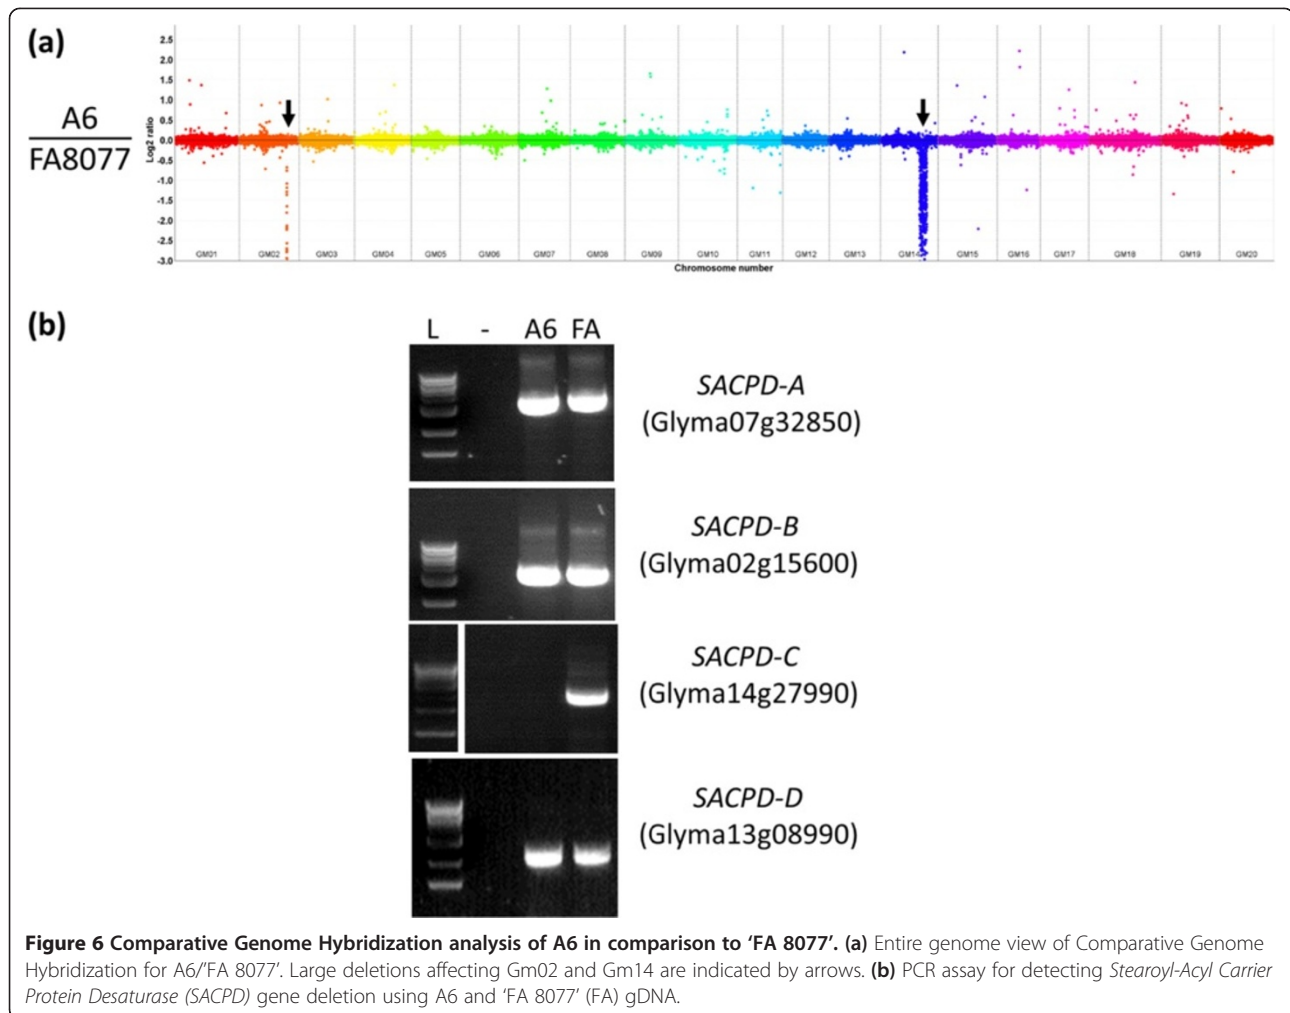 (a)
A6
FA8077
Log2 ratio
2.5
2.0
1.5
1.0
0.5
0.0
-0.5
-1.0
-1.5
-2.0
-2.5
-3.0
GM01 GM02 GM03 GM04 GM05 GM06 GM07 GM08 GM09 GM10 GM11 GM12 GM13 GM14 GM15 GM16 GM17 GM18 GM19 GM20
Chromosome number
(b)
L - A6 FA
SACPD-A
(Glyma07g32850)
SACPD-B
(Glyma02g15600)
SACPD-C
(Glyma14g27990)
SACPD-D
(Glyma13g08990)
Figure 6 Comparative Genome Hybridization analysis of A6 in comparison to ‘FA 8077’. (a) Entire genome view of Comparative Genome
Hybridization for A6/’FA 8077’. Large deletions affecting Gm02 and Gm14 are indicated by arrows. (b) PCR assay for detecting Stearoyl-Acyl Carrier
Protein Desaturase (SACPD) gene deletion using A6 and ‘FA 8077’ (FA) gDNA.